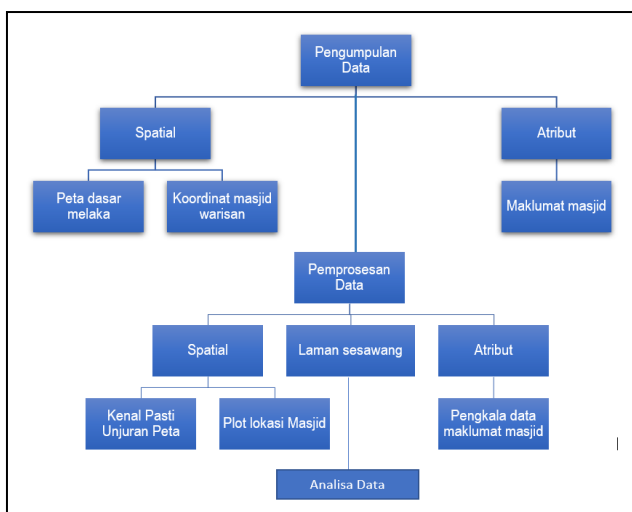 Pengumpulan
Data
Spatial
Atribut
Peta dasar
melaka
Koordinat masjid
warisan
Maklumat masjid
Pemprosesan
Data
Spatial
Laman sesawang
Atribut
Kenal Pasti
Unjuran Peta
Plot lokasi Masjid
Pengkala data
maklumat masjid
Analisa Data